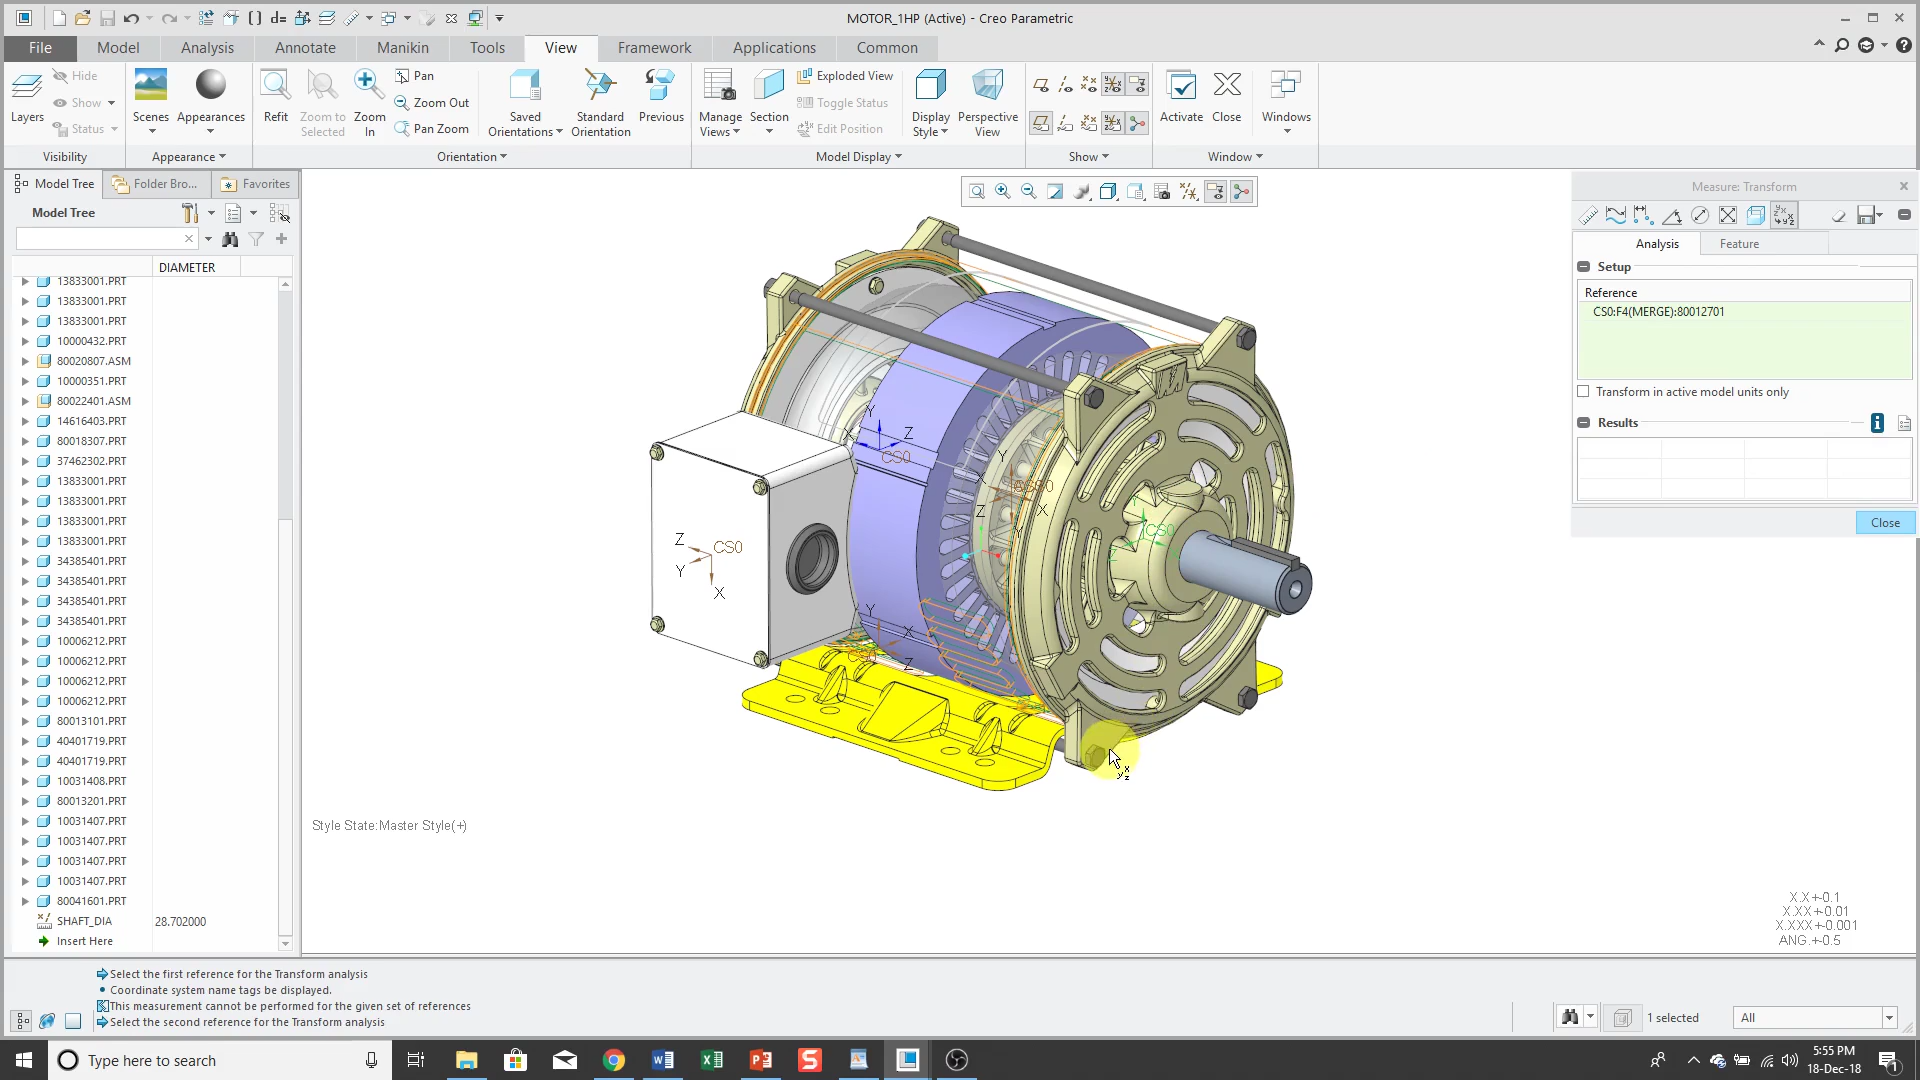 MOTOR_1HP (Active) - Creo Parametric
File Model Analysis Annotate Manikin Tools View Framework Applications Common
Layers
Hide
Show
Status
Visibility
Scenes
Appearances
Appearance
Refit
Zoom to Selected
Zoom In
Pan
Zoom Out
Pan Zoom
Saved Orientations
Standard Orientation
Previous
Orientation
Manage Views
Section
Exploded View
Toggle Status
Edit Position
Model Display
Display Style
Perspective View
Show
Activate
Close
Windows
Window
Model Tree
Folder Bro...
Favorites
Model Tree
DIAMETER
13833001.PRT
13833001.PRT
13833001.PRT
10000432.PRT
80020807.ASM
10000351.PRT
80022401.ASM
14616403.PRT
80018307.PRT
37462302.PRT
13833001.PRT
13833001.PRT
13833001.PRT
13833001.PRT
34385401.PRT
34385401.PRT
34385401.PRT
34385401.PRT
10006212.PRT
10006212.PRT
10006212.PRT
10006212.PRT
80013101.PRT
40401719.PRT
40401719.PRT
10031408.PRT
80013201.PRT
10031407.PRT
10031407.PRT
10031407.PRT
10031407.PRT
80041601.PRT
SHAFT_DIA 28.702000
Insert Here
Y
X
Z
CS0
Y
X
Z
Z
CS0
Y
X
CS0
Y
X
Z
Style State:Master Style(+)
Measure: Transform
Analysis
Feature
Setup
Reference
CS0:F4(MERGE):80012701
Transform in active model units only
Results
Close
X.X+-0.1
X.XX+-0.01
X.XXX+-0.001
ANG.+-0.5
Select the first reference for the Transform analysis
Coordinate system name tags be displayed.
This measurement cannot be performed for the given set of references
Select the second reference for the Transform analysis
1 selected
All
Type here to search
5:55 PM
18-Dec-18